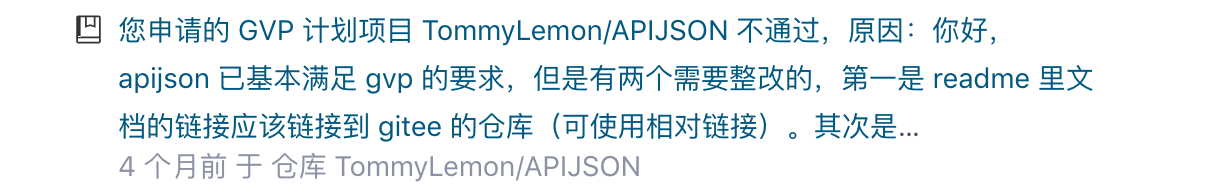 您申请的 GVP 计划项目 TommyLemon/APIJSON 不通过，原因：你好，
apijson 已基本满足 gvp 的要求，但是有两个需要整改的，第一是 readme 里文
档的链接应该链接到 gitee 的仓库（可使用相对链接）。其次是...
4 个月前 于 仓库 TommyLemon/APIJSON